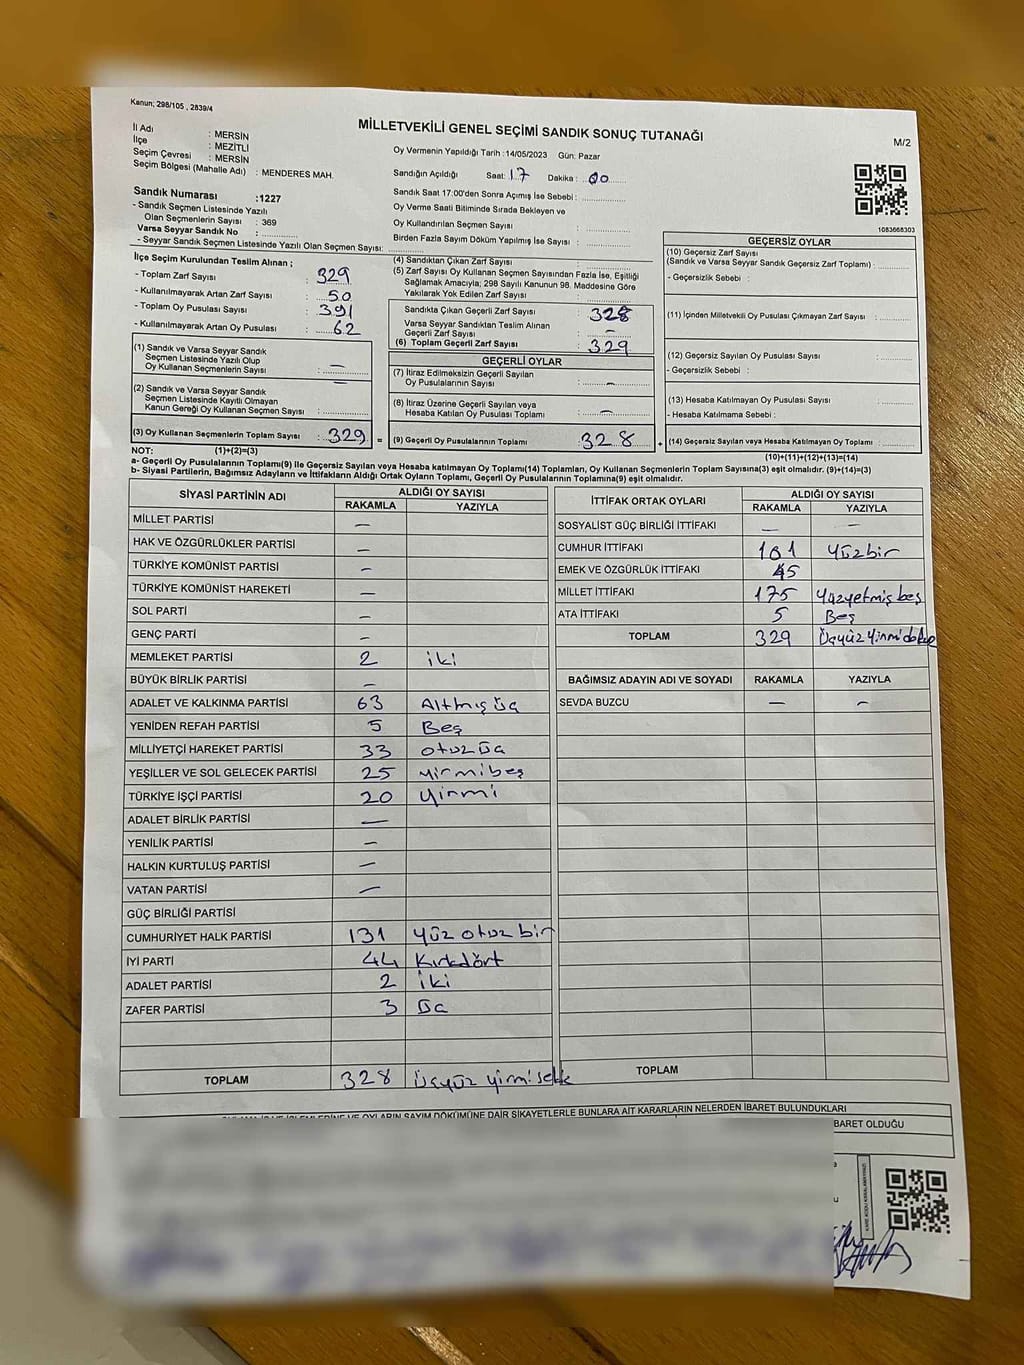 Kanun; 298/105 , 2839/4
MİLLETVEKİLİ GENEL SEÇİMİ SANDIK SONUÇ TUTANAĞI
M/2
İl Adı : MERSİN
İlçe : MEZİTLİ
Seçim Çevresi : MERSİN
Seçim Bölgesi (Mahalle Adı) : MENDERES MAH.
Oy Vermenin Yapıldığı Tarih : 14/05/2023 Gün: Pazar
Sandığın Açıldığı Saat: 17 Dakika : 00
Sandık Saat 17:00'den Sonra Açımış İse Sebebi :
Oy Verme Saati Bitiminde Sırada Bekleyen ve
Oy Kullandırılan Seçmen Sayısı :
Birden Fazla Sayım Döküm Yapılmış İse Sayısı :
1083668303
Sandık Numarası :1227
- Sandık Seçmen Listesinde Yazılı
Olan Seçmenlerin Sayısı : 369
Varsa Seyyar Sandık No :
- Seyyar Sandık Seçmen Listesinde Yazılı Olan Seçmen Sayısı:
İlçe Seçim Kurulundan Teslim Alınan ;
- Toplam Zarf Sayısı : 329
- Kullanılmayarak Artan Zarf Sayısı : 50
- Toplam Oy Pusulası Sayısı : 391
- Kullanılmayarak Artan Oy Pusulası : 62
(1) Sandık ve Varsa Seyyar Sandık
Seçmen Listesinde Yazılı Olup
Oy Kullanan Seçmenlerin Sayısı : —
(2) Sandık ve Varsa Seyyar Sandık
Seçmen Listesinde Kayıtlı Olmayan
Kanun Gereği Oy Kullanan Seçmen Sayısı : —
(3) Oy Kullanan Seçmenlerin Toplam Sayısı : 329 =
(4) Sandıktan Çıkan Zarf Sayısı :
(5) Zarf Sayısı Oy Kullanan Seçmen Sayısından Fazla İse, Eşitliği
Sağlamak Amacıyla; 298 Sayılı Kanunun 98. Maddesine Göre
Yakılarak Yok Edilen Zarf Sayısı :
Sandıkta Çıkan Geçerli Zarf Sayısı : 328
Varsa Seyyar Sandıktan Teslim Alınan
Geçerli Zarf Sayısı : —
(6) Toplam Geçerli Zarf Sayısı : 329
GEÇERLİ OYLAR
(7) İtiraz Edilmeksizin Geçerli Sayılan
Oy Pusulalarının Sayısı : —
(8) İtiraz Üzerine Geçerli Sayılan veya
Hesaba Katılan Oy Pusulası Toplamı : —
(9) Geçerli Oy Pusulalarının Toplamı : 328 +
GEÇERSİZ OYLAR
(10) Geçersiz Zarf Sayısı
(Sandık ve Varsa Seyyar Sandık Geçersiz Zarf Toplamı) :
- Geçersizlik Sebebi :
(11) İçinden Milletvekili Oy Pusulası Çıkmayan Zarf Sayısı :
(12) Geçersiz Sayılan Oy Pusulası Sayısı :
- Geçersizlik Sebebi :
(13) Hesaba Katılmayan Oy Pusulası Sayısı :
- Hesaba Katılmama Sebebi :
(14) Geçersiz Sayılan veya Hesaba Katılmayan Oy Toplamı :
NOT: (1)+(2)=(3)
(10)+(11)+(12)+(13)=(14)
a- Geçerli Oy Pusulalarının Toplamı(9) ile Geçersiz Sayılan veya Hesaba katılmayan Oy Toplamı(14) Toplamları, Oy Kullanan Seçmenlerin Toplam Sayısına(3) eşit olmalıdır. (9)+(14)=(3)
b- Siyasi Partilerin, Bağımsız Adayların ve İttifakların Aldığı Ortak Oyların Toplamı, Geçerli Oy Pusulalarının Toplamına(9) eşit olmalıdır.
SİYASİ PARTİNİN ADI ALDIĞI OY SAYISI
RAKAMLA YAZIYLA
MİLLET PARTİSİ —
HAK VE ÖZGÜRLÜKLER PARTİSİ —
TÜRKİYE KOMÜNİST PARTİSİ —
TÜRKİYE KOMÜNİST HAREKETİ —
SOL PARTİ —
GENÇ PARTİ —
MEMLEKET PARTİSİ 2 iki
BÜYÜK BİRLİK PARTİSİ —
ADALET VE KALKINMA PARTİSİ 63 Altmış üç
YENİDEN REFAH PARTİSİ 5 Beş
MİLLİYETÇİ HAREKET PARTİSİ 33 otuz üç
YEŞİLLER VE SOL GELECEK PARTİSİ 25 yirmibeş
TÜRKİYE İŞÇİ PARTİSİ 20 yirmi
ADALET BİRLİK PARTİSİ —
YENİLİK PARTİSİ —
HALKIN KURTULUŞ PARTİSİ —
VATAN PARTİSİ —
GÜÇ BİRLİĞİ PARTİSİ
CUMHURİYET HALK PARTİSİ 131 yüz otuz bir
İYİ PARTİ 44 Kırkdört
ADALET PARTİSİ 2 iki
ZAFER PARTİSİ 3 Üç
TOPLAM 328 üçyüz yirmi sekk
İTTİFAK ORTAK OYLARI ALDIĞI OY SAYISI
RAKAMLA YAZIYLA
SOSYALİST GÜÇ BİRLİĞİ İTTİFAKI — —
CUMHUR İTTİFAKI 101 yüzbir
EMEK VE ÖZGÜRLÜK İTTİFAKI 45
MİLLET İTTİFAKI 175 yüzyetmiş beş
ATA İTTİFAKI 5 Beş
TOPLAM 329 üçyüz yirmi dokuz
BAĞIMSIZ ADAYIN ADI VE SOYADI RAKAMLA YAZIYLA
SEVDA BUZCU — —
TOPLAM
OYLARIN SAYIM DÖKÜMÜNE DAİR ŞİKAYETLERLE BUNLARA AİT KARARLARIN NELERDEN İBARET BULUNDUKLARI
BARET OLDUĞU